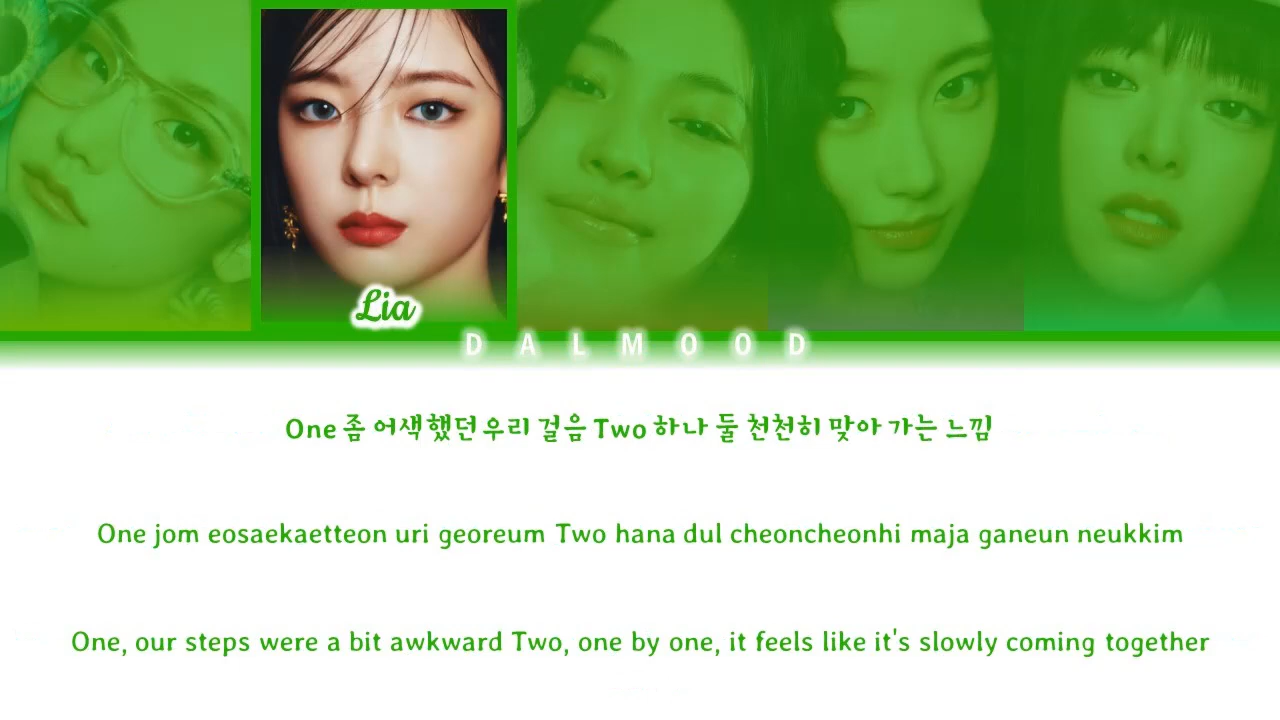 Lia
DALMOOD
One 좀 어색했던 우리 걸음 Two 하나 둘 천천히 맞아 가는 느낌
One jom eosaekaetteon uri georeum Two hana dul cheoncheonhi maja ganeun neukkim
One, our steps were a bit awkward Two, one by one, it feels like it's slowly coming together